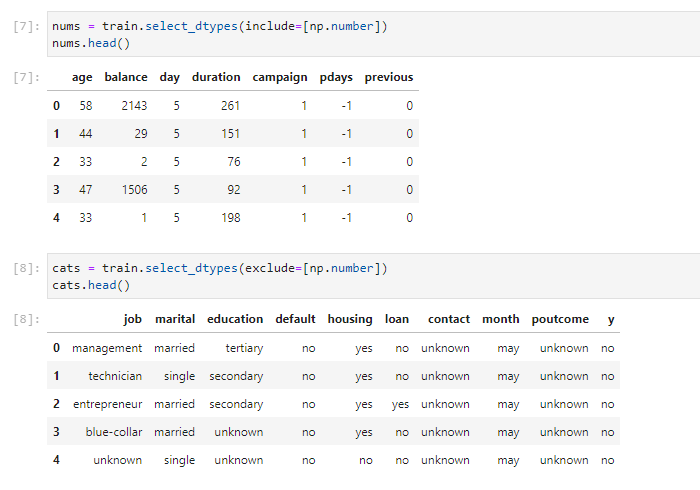 [7]: nums = train.select_dtypes(include=[np.number])
nums.head()
[7]: age balance day duration campaign pdays previous
0 58 2143 5 261 1 -1 0
1 44 29 5 151 1 -1 0
2 33 2 5 76 1 -1 0
3 47 1506 5 92 1 -1 0
4 33 1 5 198 1 -1 0
[8]: cats = train.select_dtypes(exclude=[np.number])
cats.head()
[8]: job marital education default housing loan contact month poutcome y
0 management married tertiary no yes no unknown may unknown no
1 technician single secondary no yes no unknown may unknown no
2 entrepreneur married secondary no yes yes unknown may unknown no
3 blue-collar married unknown no yes no unknown may unknown no
4 unknown single unknown no no no unknown may unknown no